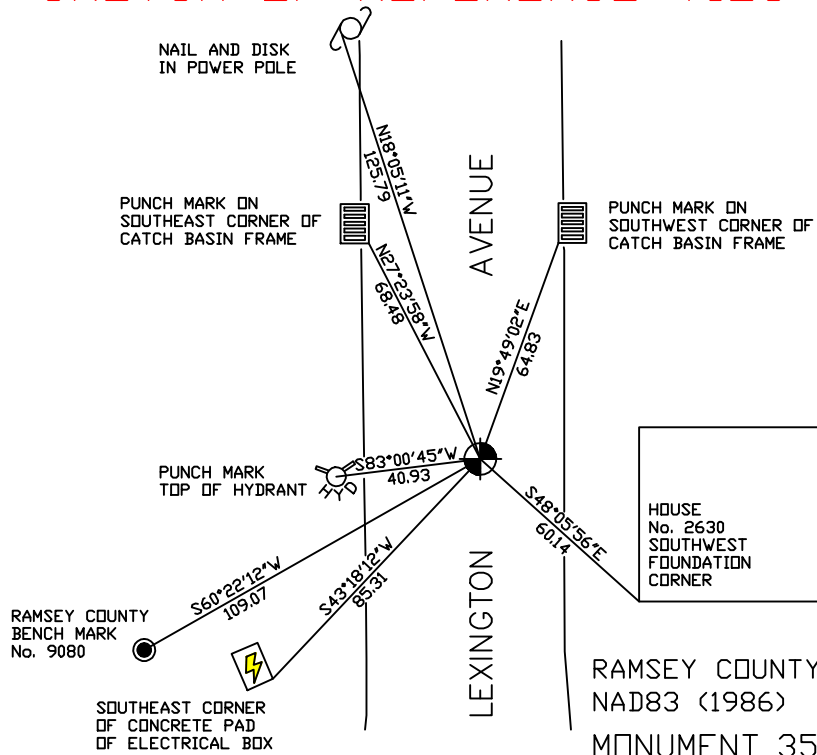 NAIL AND DISK
IN POWER POLE
N18°05'11"W
125.79
AVENUE
PUNCH MARK ON
SOUTHEAST CORNER OF
CATCH BASIN FRAME
PUNCH MARK ON
SOUTHWEST CORNER OF
CATCH BASIN FRAME
N27°23'58"W
68.48
N19°49'02"E
64.83
PUNCH MARK
TOP OF HYDRANT
HYD
S83°00'45"W
40.93
S48°05'56"E
60.14
HOUSE
No. 2630
SOUTHWEST
FOUNDATION
CORNER
S60°22'12"W
109.07
S43°18'12"W
85.31
LEXINGTON
RAMSEY COUNTY
BENCH MARK
No. 9080
SOUTHEAST CORNER
OF CONCRETE PAD
OF ELECTRICAL BOX
RAMSEY COUNTY
NAD83 (1986)
MONUMENT 35